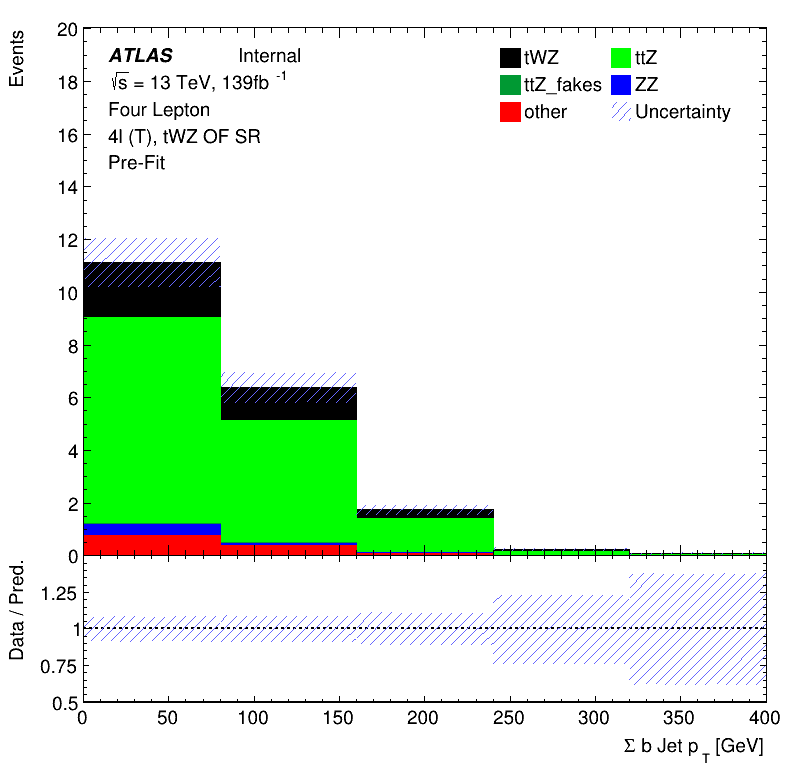 Events
20
18
16
14
12
10
8
6
4
2
0
ATLAS Internal
√s = 13 TeV, 139fb -1
Four Lepton
4l (T), tWZ OF SR
Pre-Fit
tWZ ttZ
ttZ_fakes ZZ
other Uncertainty
Data / Pred.
1.25
1
0.75
0.5
0 50 100 150 200 250 300 350 400
Σ b Jet p T [GeV]